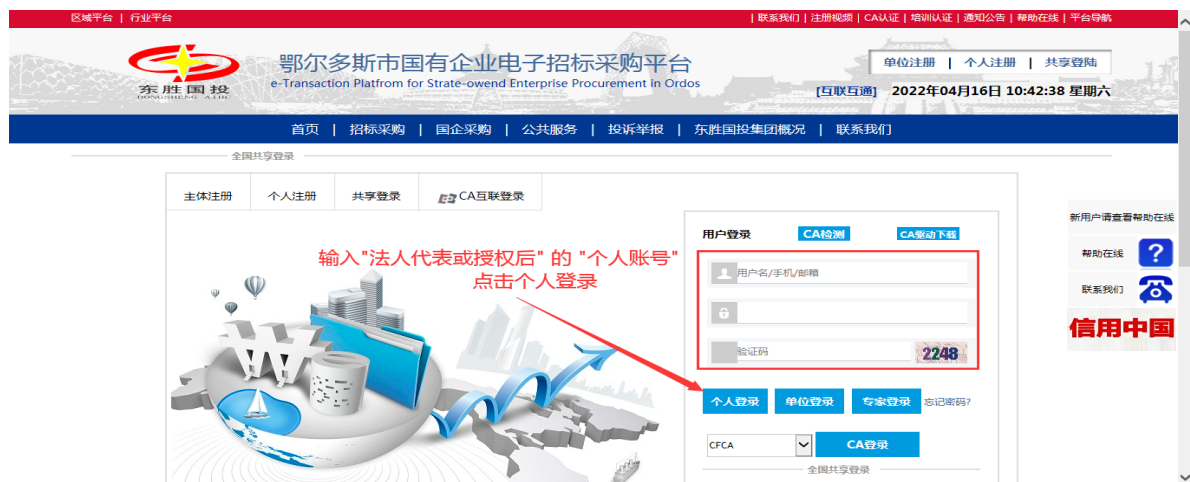 区域平台 | 行业平台
| 联系我们 | 注册视频 | CA认证 | 培训认证 | 通知公告 | 帮助在线 | 平台导航
东胜国投
DONGSHENG
鄂尔多斯市国有企业电子招标采购平台
e-Transaction Platfrom for Strate-owend Enterprise Procurement in Ordos
单位注册 | 个人注册 | 共享登陆
[互联互通] 2022年04月16日 10:42:38 星期六
首页 | 招标采购 | 国企采购 | 公共服务 | 投诉举报 | 东胜国投集团概况 | 联系我们
全国共享登录
主体注册 个人注册 共享登录 CA互联登录
用户登录 CA检测 CA驱动下载
输入"法人代表或授权后" 的 "个人账号"
点击个人登录
用户名/手机/邮箱
验证码 2248
个人登录 单位登录 专家登录 忘记密码?
CFCA CA登录
全国共享登录
新用户请查看帮助在线
帮助在线 ?
联系我们
信用中国